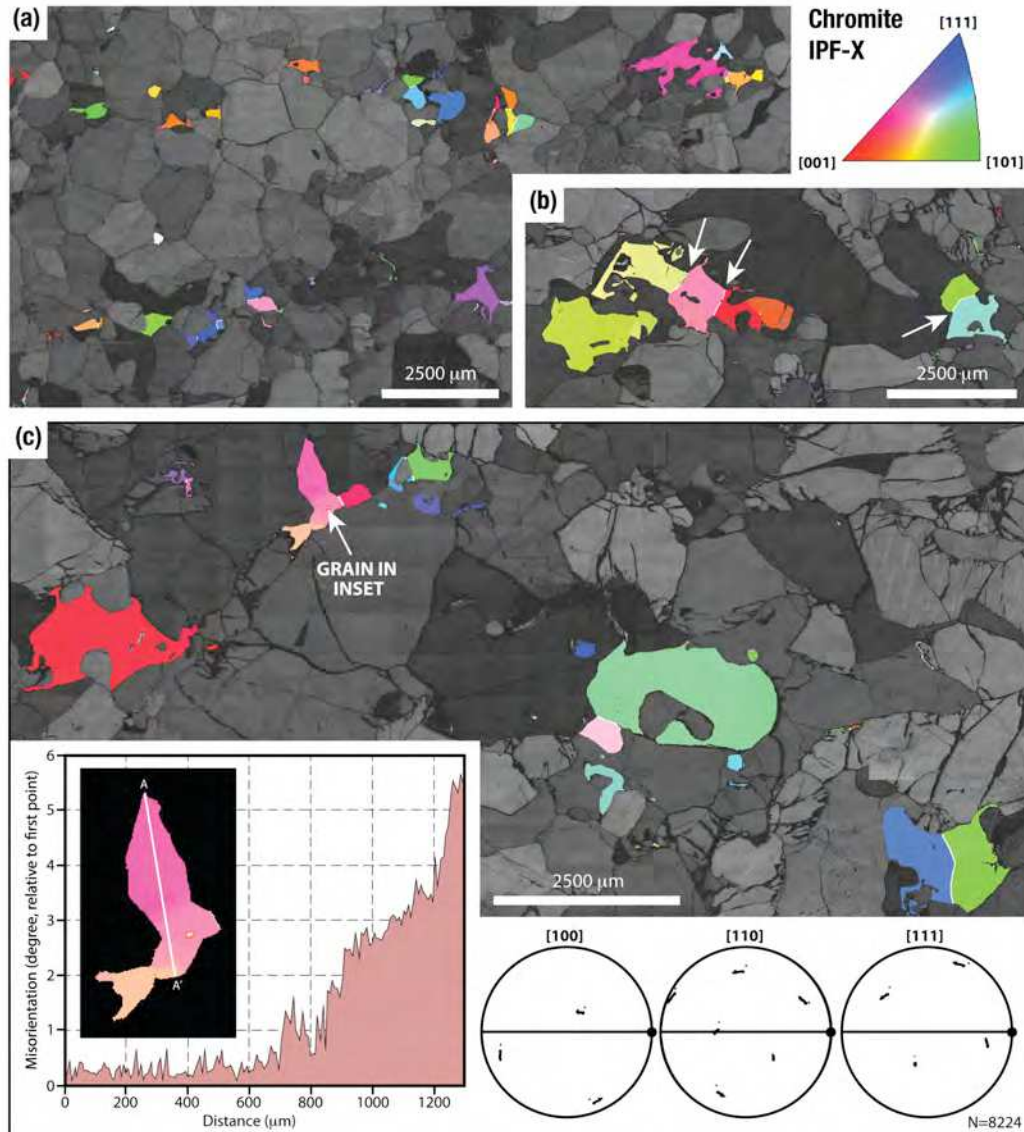 (a)
Chromite
IPF-X
[111]
[001]
[101]
2500 μm
(b)
2500 μm
(c)
GRAIN IN
INSET
2500 μm
Misorientation (degree, relative to first point)
6
5
4
3
2
1
0
A
A'
0 200 400 600 800 1000 1200
Distance (μm)
[100] [110] [111]
N=8224